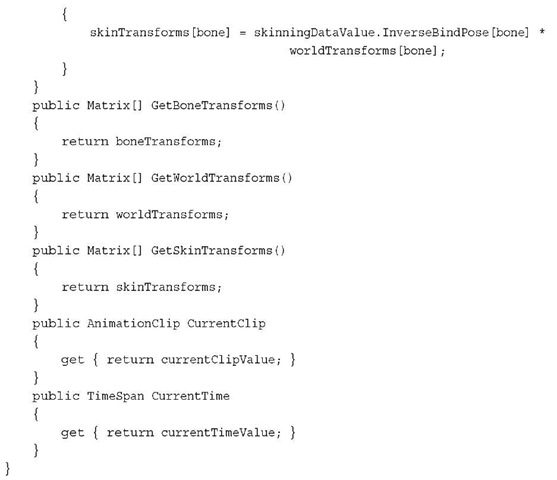 {
skinTransforms[bone] = skinningDataValue.InverseBindPose[bone] *
worldTransforms[bone];
}
}
public Matrix[] GetBoneTransforms()
{
return boneTransforms;
}
public Matrix[] GetWorldTransforms()
{
return worldTransforms;
}
public Matrix[] GetSkinTransforms()
{
return skinTransforms;
}
public AnimationClip CurrentClip
{
get { return currentClipValue; }
}
public TimeSpan CurrentTime
{
get { return currentTimeValue; }
}
}